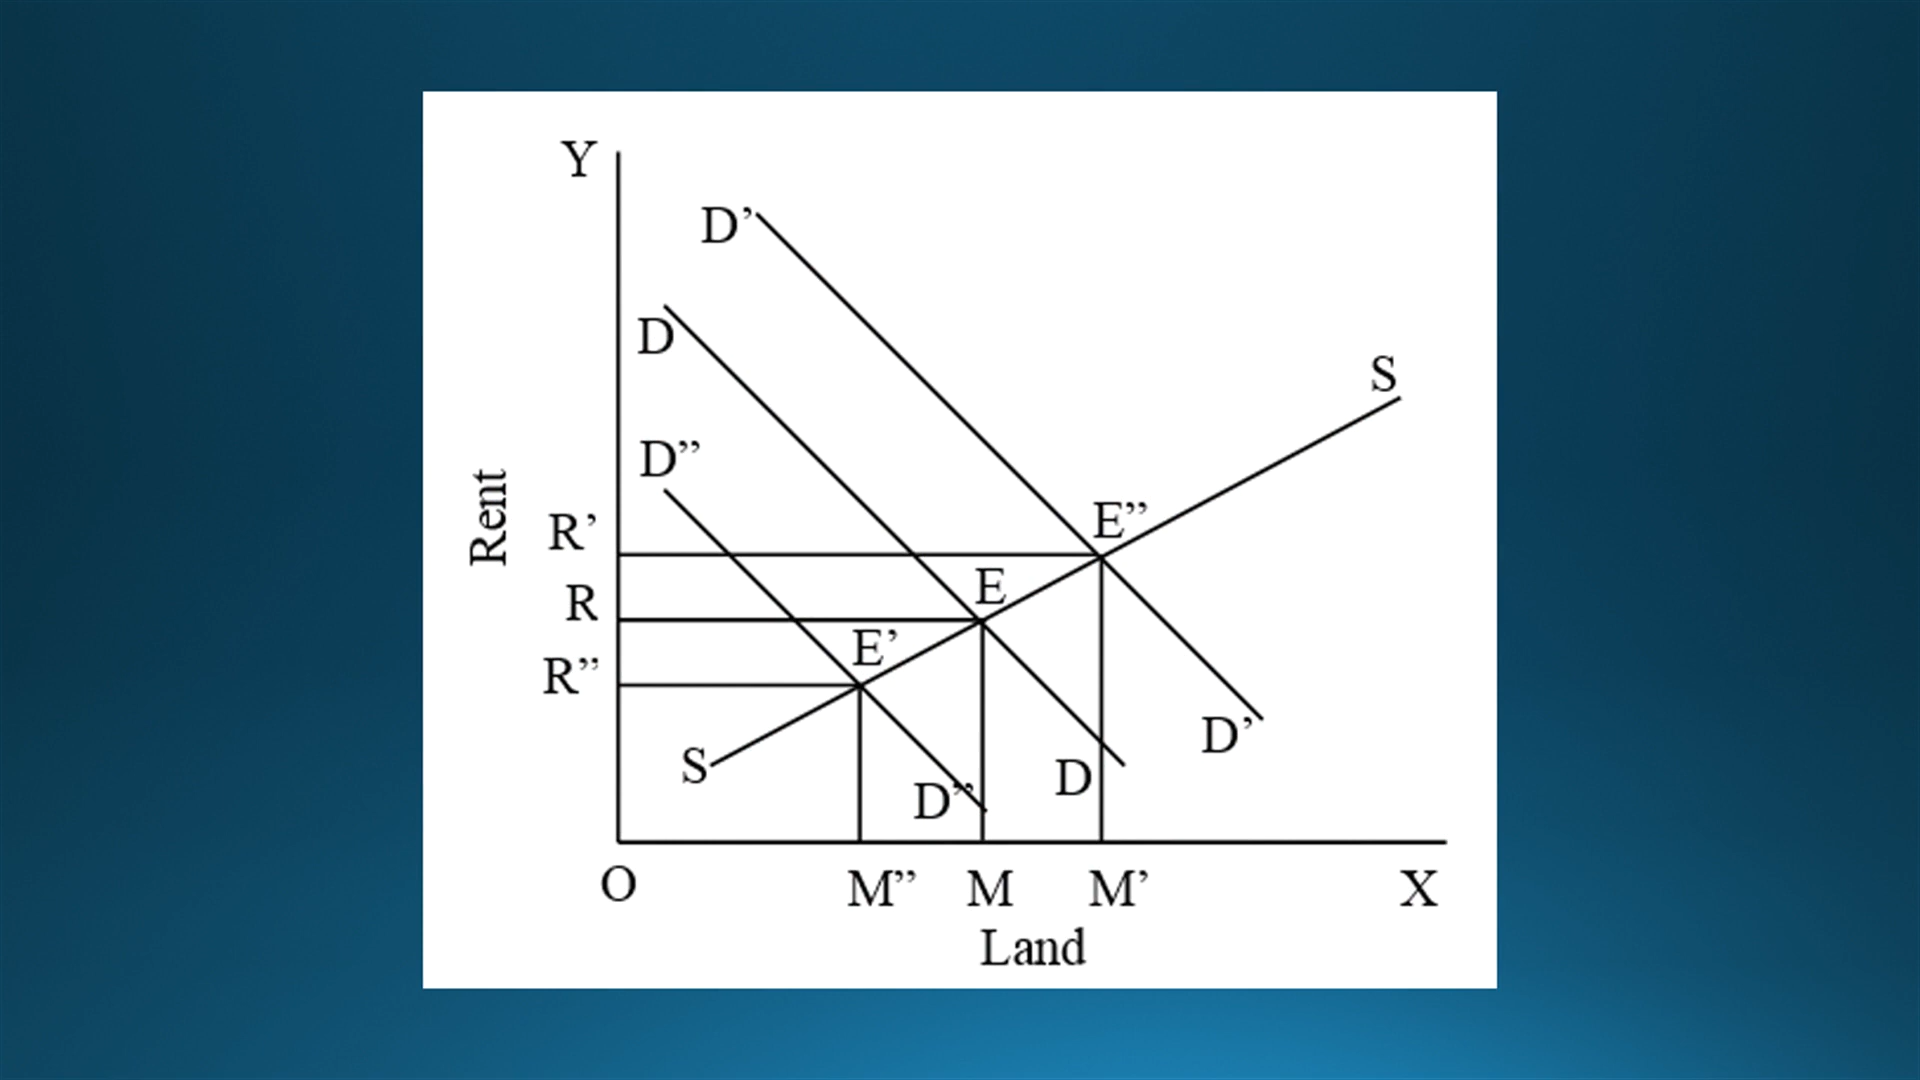 Y
D’
D
S
D”
Rent
R’
E”
E
R
E’
R”
S
D’
D
D”
O
M”
M
M’
X
Land